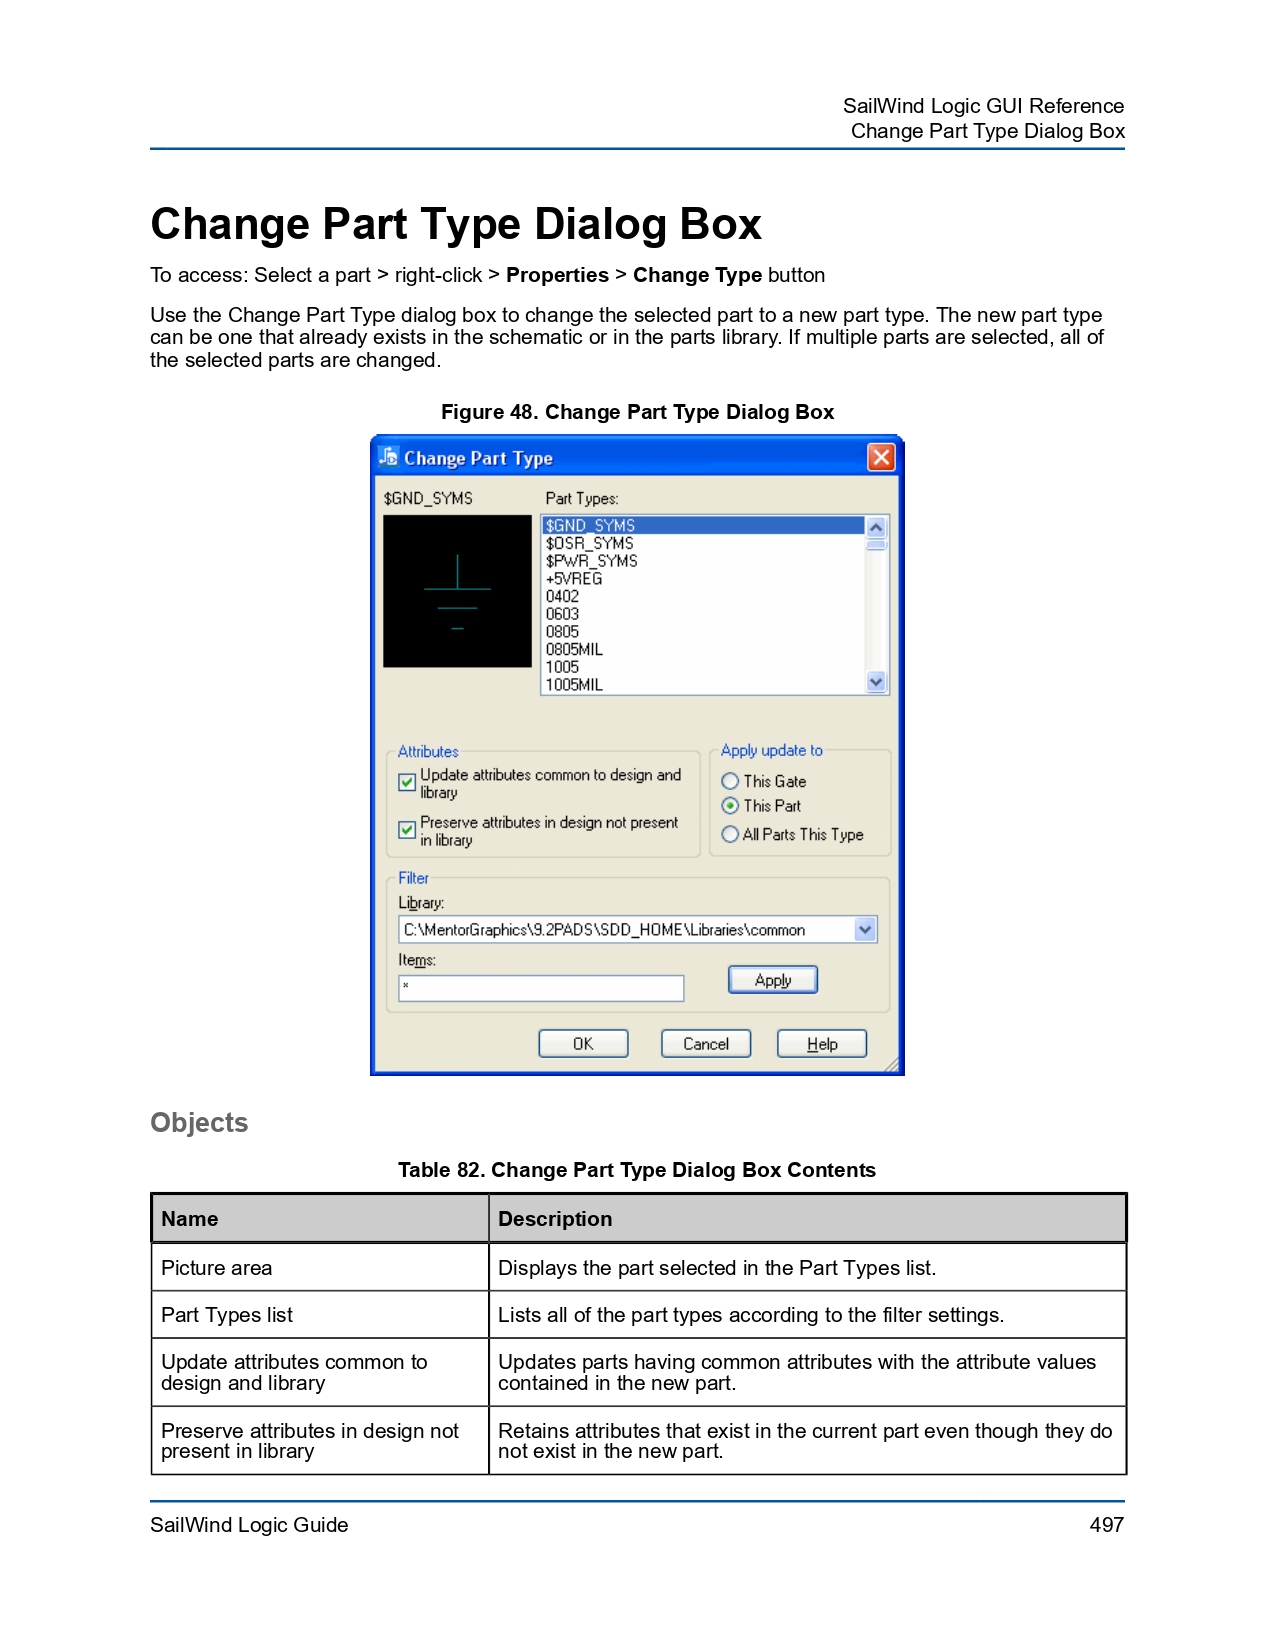 SailWind Logic GUI Reference
Change Part Type Dialog Box
Change Part Type Dialog Box
To access: Select a part > right-click > Properties > Change Type button
Use the Change Part Type dialog box to change the selected part to a new part type. The new part type
can be one that already exists in the schematic or in the parts library. If multiple parts are selected, all of
the selected parts are changed.
Figure 48. Change Part Type Dialog Box
Change Part Type
$GND_SYMS
Part Types:
$GND_SYMS
$OSR_SYMS
$PWR_SYMS
+5VREG
0402
0603
0805
0805MIL
1005
1005MIL
Attributes
Update attributes common to design and
library
Preserve attributes in design not present
in library
Apply update to
This Gate
This Part
All Parts This Type
Filter
Library:
C:\MentorGraphics\9.2PADS\SDD_HOME\Libraries\common
Items:
*
Apply
OK
Cancel
Help
Objects
Table 82. Change Part Type Dialog Box Contents
Name
Description
Picture area
Displays the part selected in the Part Types list.
Part Types list
Lists all of the part types according to the filter settings.
Update attributes common to
design and library
Updates parts having common attributes with the attribute values
contained in the new part.
Preserve attributes in design not
present in library
Retains attributes that exist in the current part even though they do
not exist in the new part.
SailWind Logic Guide
497